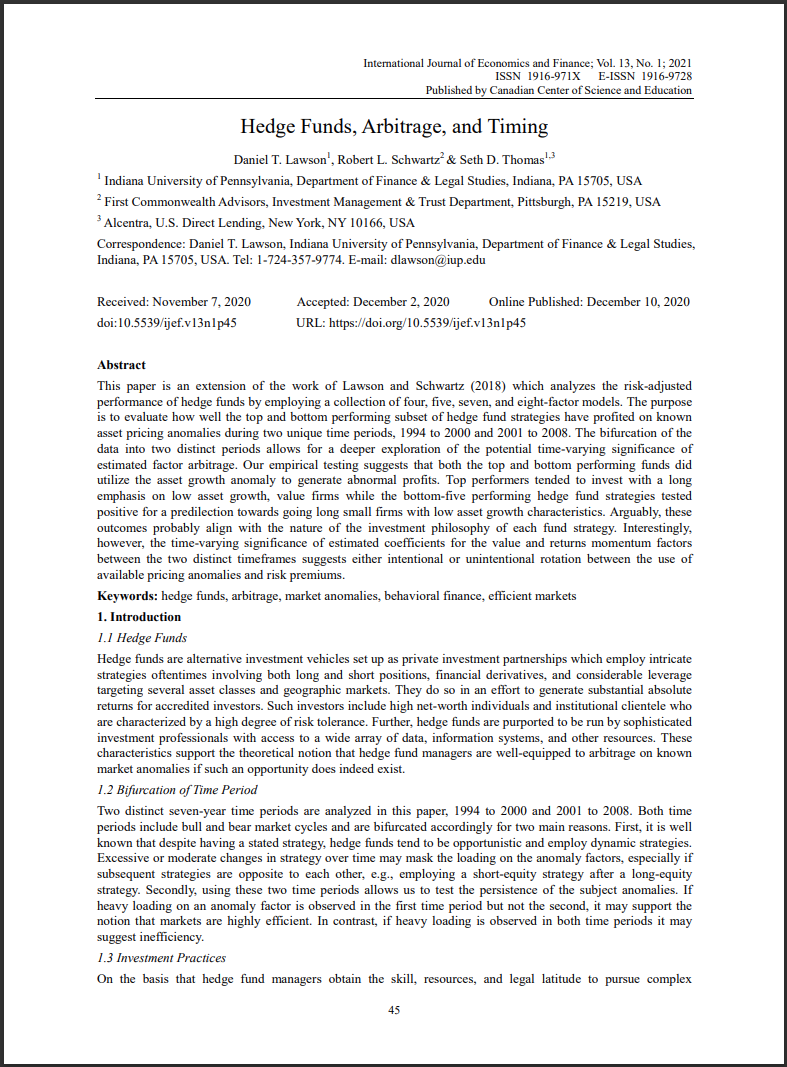 International Journal of Economics and Finance; Vol. 13, No. 1; 2021
ISSN 1916-971X E-ISSN 1916-9728
Published by Canadian Center of Science and Education
Hedge Funds, Arbitrage, and Timing
Daniel T. Lawson1, Robert L. Schwartz2 & Seth D. Thomas1,3
1 Indiana University of Pennsylvania, Department of Finance & Legal Studies, Indiana, PA 15705, USA
2 First Commonwealth Advisors, Investment Management & Trust Department, Pittsburgh, PA 15219, USA
3 Alcentra, U.S. Direct Lending, New York, NY 10166, USA
Correspondence: Daniel T. Lawson, Indiana University of Pennsylvania, Department of Finance & Legal Studies,
Indiana, PA 15705, USA. Tel: 1-724-357-9774. E-mail: dlawson@iup.edu
Received: November 7, 2020 Accepted: December 2, 2020 Online Published: December 10, 2020
doi:10.5539/ijef.v13n1p45 URL: https://doi.org/10.5539/ijef.v13n1p45
Abstract
This paper is an extension of the work of Lawson and Schwartz (2018) which analyzes the risk-adjusted
performance of hedge funds by employing a collection of four, five, seven, and eight-factor models. The purpose
is to evaluate how well the top and bottom performing subset of hedge fund strategies have profited on known
asset pricing anomalies during two unique time periods, 1994 to 2000 and 2001 to 2008. The bifurcation of the
data into two distinct periods allows for a deeper exploration of the potential time-varying significance of
estimated factor arbitrage. Our empirical testing suggests that both the top and bottom performing funds did
utilize the asset growth anomaly to generate abnormal profits. Top performers tended to invest with a long
emphasis on low asset growth, value firms while the bottom-five performing hedge fund strategies tested
positive for a predilection towards going long small firms with low asset growth characteristics. Arguably, these
outcomes probably align with the nature of the investment philosophy of each fund strategy. Interestingly,
however, the time-varying significance of estimated coefficients for the value and returns momentum factors
between the two distinct timeframes suggests either intentional or unintentional rotation between the use of
available pricing anomalies and risk premiums.
Keywords: hedge funds, arbitrage, market anomalies, behavioral finance, efficient markets
1. Introduction
1.1 Hedge Funds
Hedge funds are alternative investment vehicles set up as private investment partnerships which employ intricate
strategies oftentimes involving both long and short positions, financial derivatives, and considerable leverage
targeting several asset classes and geographic markets. They do so in an effort to generate substantial absolute
returns for accredited investors. Such investors include high net-worth individuals and institutional clientele who
are characterized by a high degree of risk tolerance. Further, hedge funds are purported to be run by sophisticated
investment professionals with access to a wide array of data, information systems, and other resources. These
characteristics support the theoretical notion that hedge fund managers are well-equipped to arbitrage on known
market anomalies if such an opportunity does indeed exist.
1.2 Bifurcation of Time Period
Two distinct seven-year time periods are analyzed in this paper, 1994 to 2000 and 2001 to 2008. Both time
periods include bull and bear market cycles and are bifurcated accordingly for two main reasons. First, it is well
known that despite having a stated strategy, hedge funds tend to be opportunistic and employ dynamic strategies.
Excessive or moderate changes in strategy over time may mask the loading on the anomaly factors, especially if
subsequent strategies are opposite to each other, e.g., employing a short-equity strategy after a long-equity
strategy. Secondly, using these two time periods allows us to test the persistence of the subject anomalies. If
heavy loading on an anomaly factor is observed in the first time period but not the second, it may support the
notion that markets are highly efficient. In contrast, if heavy loading is observed in both time periods it may
suggest inefficiency.
1.3 Investment Practices
On the basis that hedge fund managers obtain the skill, resources, and legal latitude to pursue complex
45